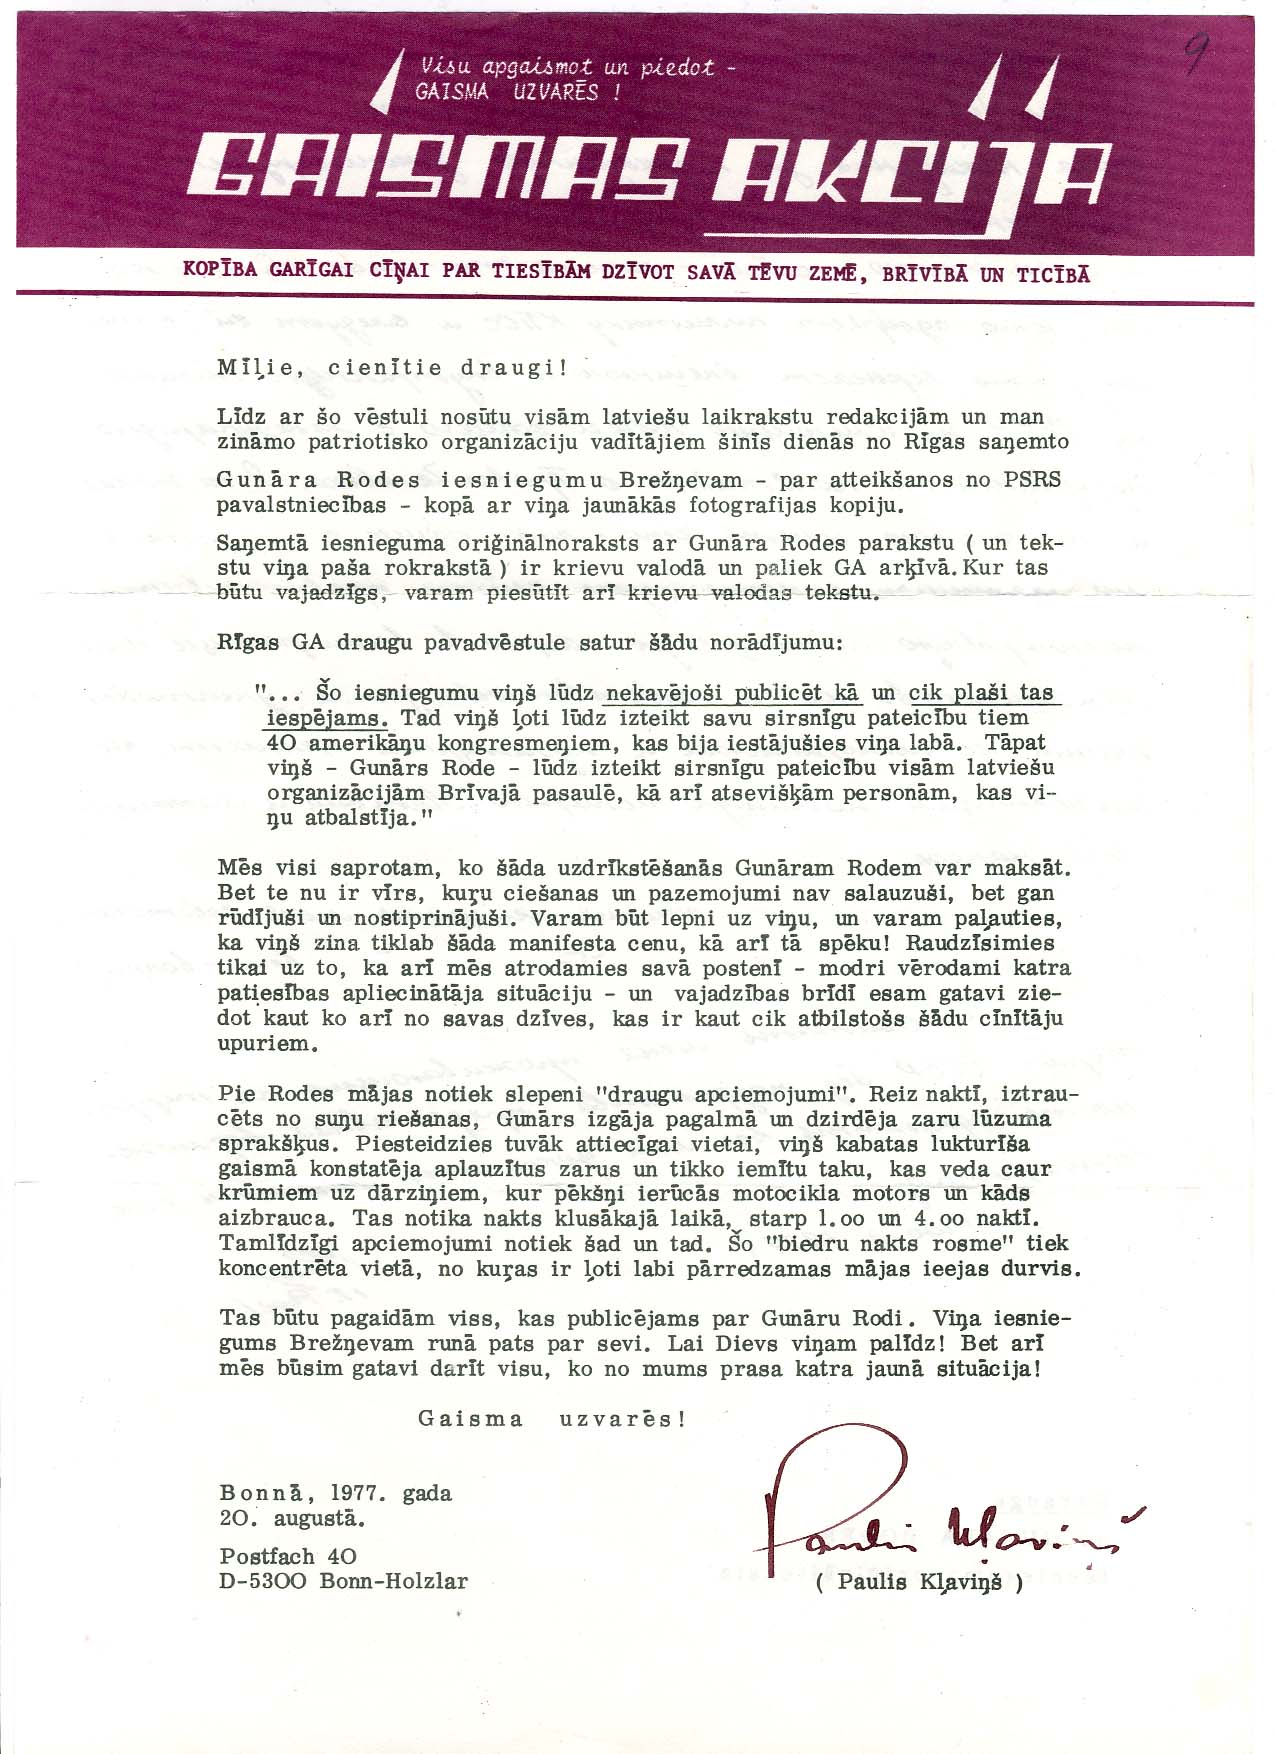 9
Visu apgaismot un piedot -
GAISMA UZVARĒS !
GAISMAS AKCIJA
KOPĪBA GARĪGAI CĪŅAI PAR TIESĪBĀM DZĪVOT SAVĀ TĒVU ZEMĒ, BRĪVĪBĀ UN TICĪBĀ
Mīļie, cienītie draugi!
Līdz ar šo vēstuli nosūtu visām latviešu laikrakstu redakcijām un man
zināmo patriotisko organizāciju vadītājiem šinīs dienās no Rīgas saņemto
Gunāra Rodes iesniegumu Brežņevam - par atteikšanos no PSRS
pavalstniecības - kopā ar viņa jaunākās fotografijas kopiju.
Saņemtā iesnieguma oriģinālnoraksts ar Gunāra Rodes parakstu ( un tek-
stu viņa paša rokrakstā ) ir krievu valodā un paliek GA arķīvā. Kur tas
būtu vajadzīgs, varam piesūtīt arī krievu valodas tekstu.
Rīgas GA draugu pavadvēstule satur šādu norādījumu:
"... Šo iesniegumu viņš lūdz nekavējoši publicēt kā un cik plaši tas
iespējams. Tad viņš ļoti lūdz izteikt savu sirsnīgu pateicību tiem
40 amerikāņu kongresmeņiem, kas bija iestājušies viņa labā. Tāpat
viņš - Gunārs Rode - lūdz izteikt sirsnīgu pateicību visām latviešu
organizācijām Brīvajā pasaulē, kā arī atsevišķām personām, kas vi-
ņu atbalstīja."
Mēs visi saprotam, ko šāda uzdrīkstēšanās Gunāram Rodem var maksāt.
Bet te nu ir vīrs, kuŗu ciešanas un pazemojumi nav salauzuši, bet gan
rūdījuši un nostiprinājuši. Varam būt lepni uz viņu, un varam paļauties,
ka viņš zina tiklab šāda manifesta cenu, kā arī tā spēku! Raudzīsimies
tikai uz to, ka arī mēs atrodamies savā postenī - modri vērodami katra
patiesības apliecinātāja situāciju - un vajadzības brīdī esam gatavi zie-
dot kaut ko arī no savas dzīves, kas ir kaut cik atbilstošs šādu cīnītāju
upuriem.
Pie Rodes mājas notiek slepeni "draugu apciemojumi". Reiz naktī, iztrau-
cēts no suņu riešanas, Gunārs izgāja pagalmā un dzirdēja zaru lūzuma
sprakšķus. Piesteidzies tuvāk attiecīgai vietai, viņš kabatas lukturīša
gaismā konstatēja aplauzītus zarus un tikko iemītu taku, kas veda caur
krūmiem uz dārziņiem, kur pēkšņi ierūcās motocikla motors un kāds
aizbrauca. Tas notika nakts klusākajā laikā, starp 1.oo un 4.oo naktī.
Tamlīdzīgi apciemojumi notiek šad un tad. Šo "biedru nakts rosme" tiek
koncentrēta vietā, no kuŗas ir ļoti labi pārredzamas mājas ieejas durvis.
Tas būtu pagaidām viss, kas publicējams par Gunāru Rodi. Viņa iesnie-
gums Brežņevam runā pats par sevi. Lai Dievs viņam palīdz! Bet arī
mēs būsim gatavi darīt visu, ko no mums prasa katra jaunā situācija!
Gaisma uzvarēs!
Bonnā, 1977. gada
20. augustā.
Postfach 40
D-5300 Bonn-Holzlar
Paulis Kļaviņš
( Paulis Kļaviņš )